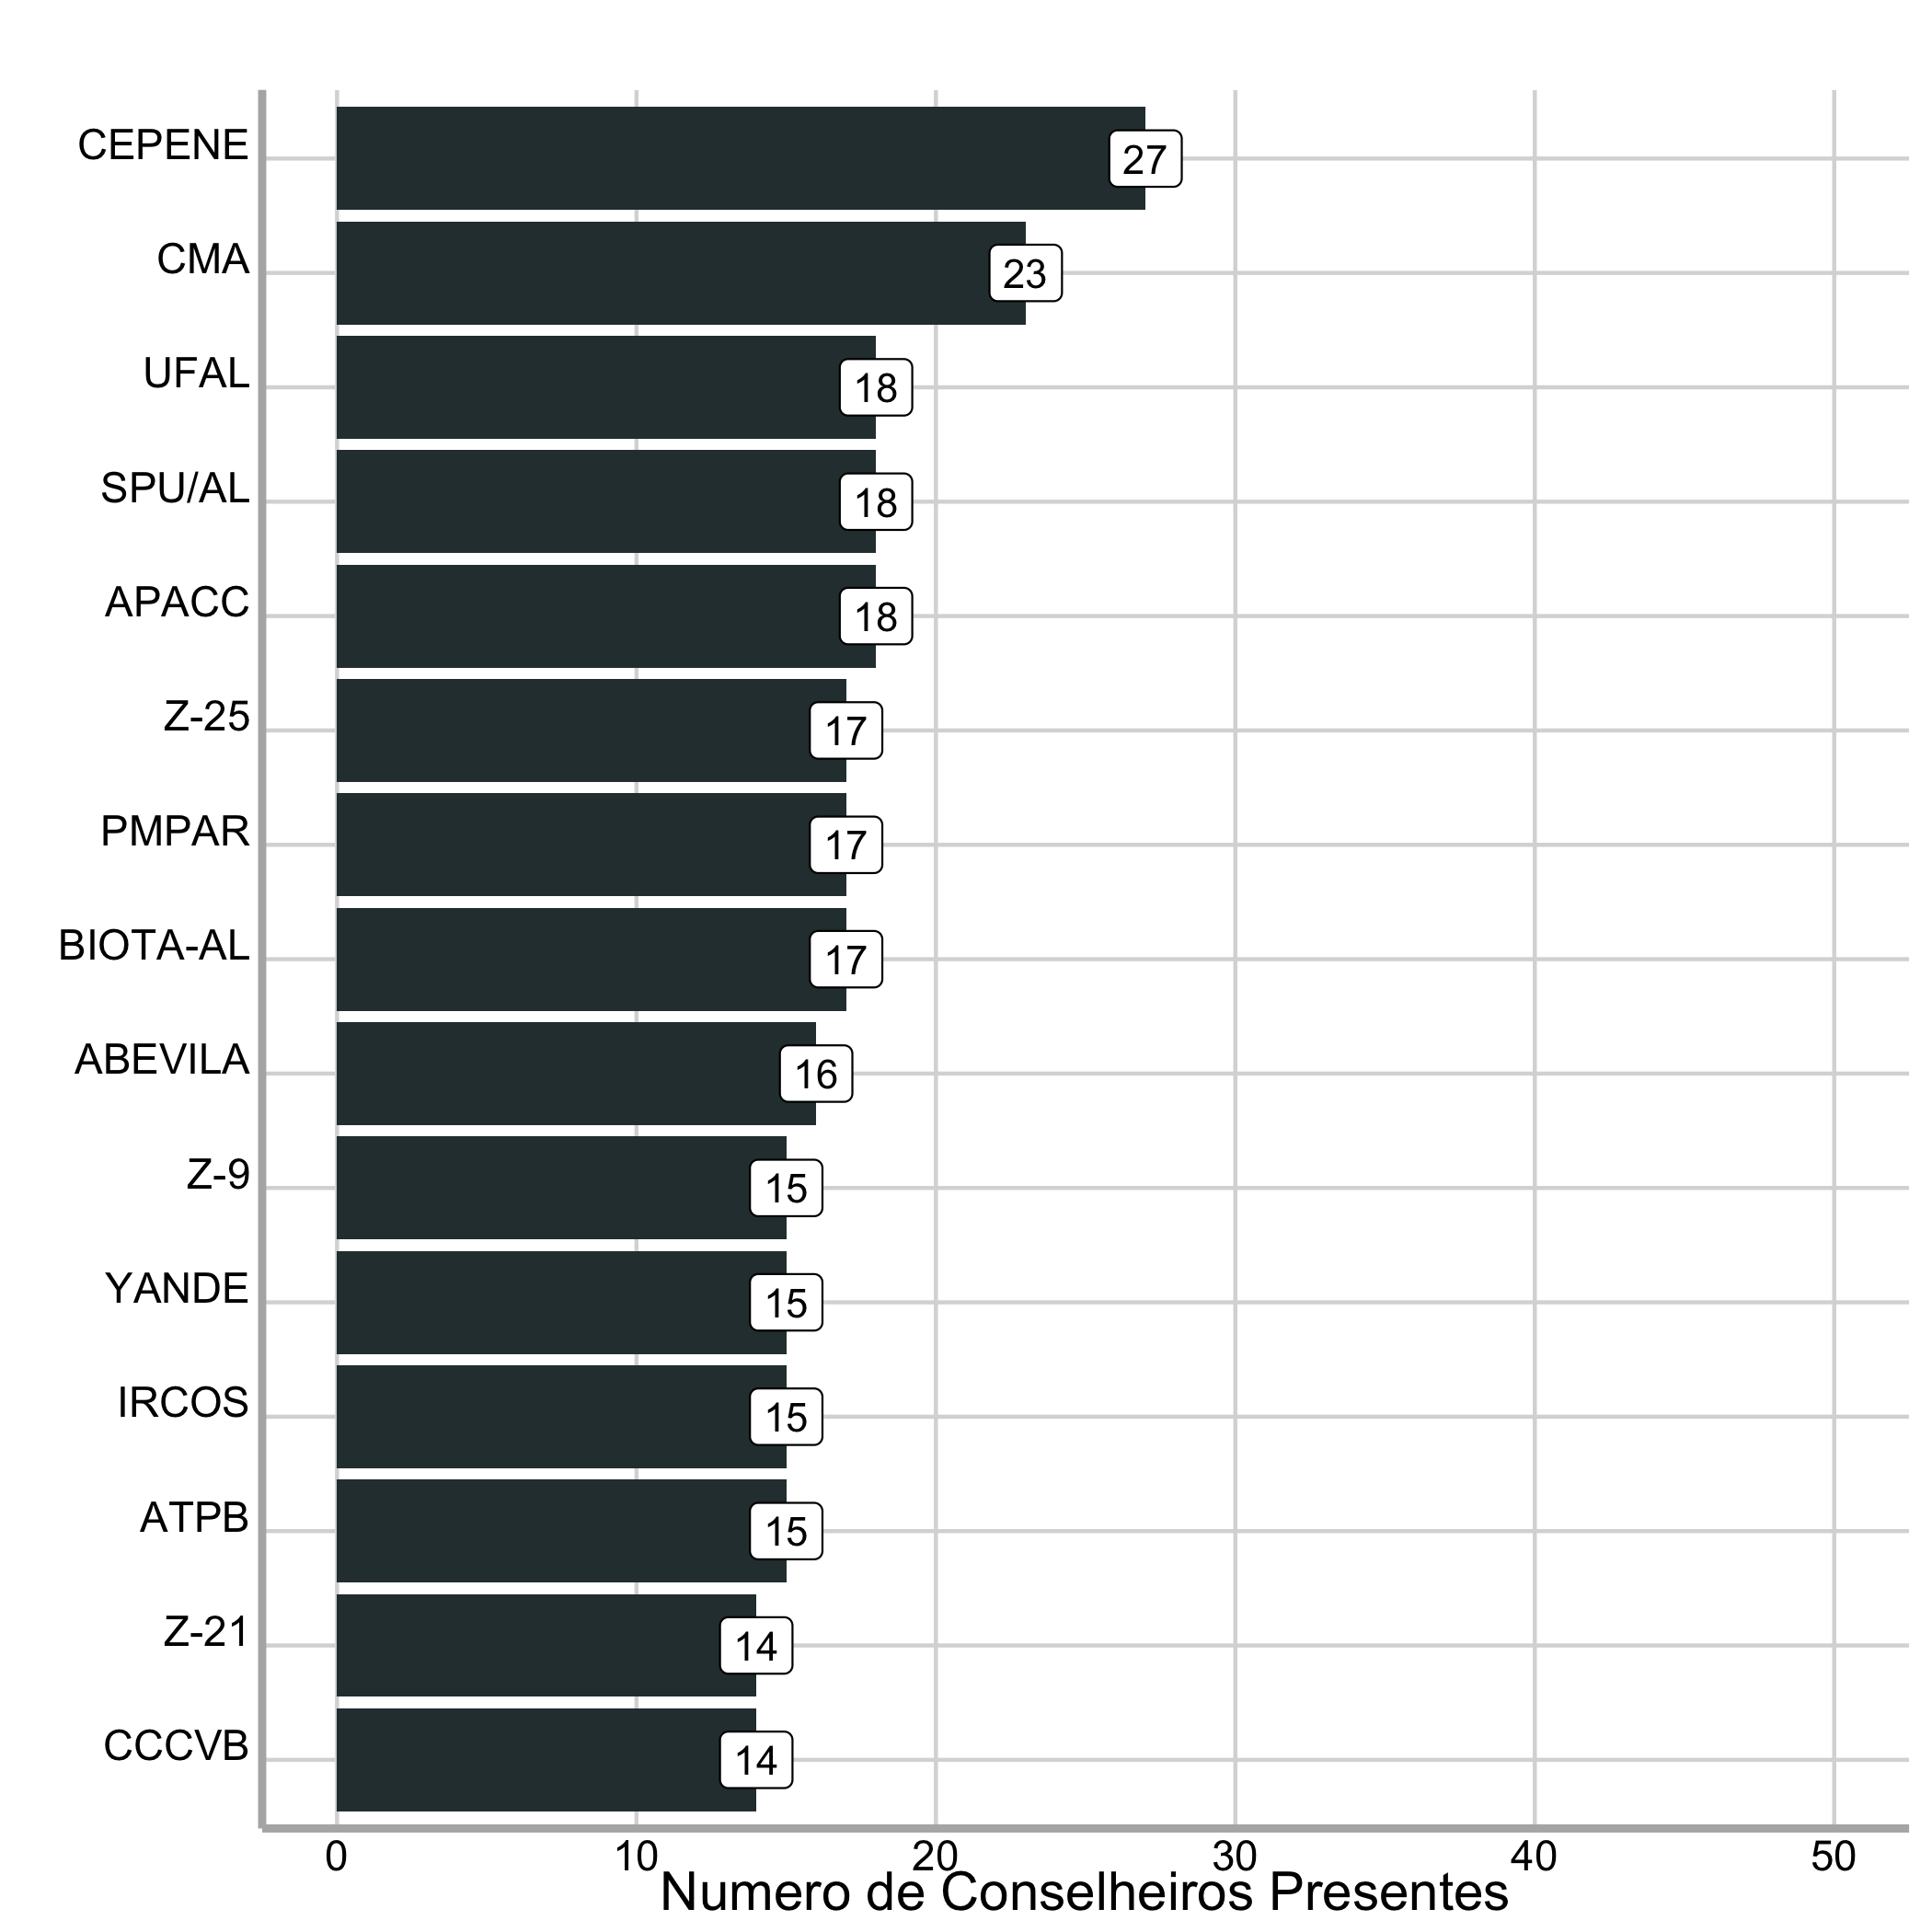 CEPENE 27
CMA 23
UFAL 18
SPU/AL 18
APACC 18
Z-25 17
PMPAR 17
BIOTA-AL 17
ABEVILA 16
Z-9 15
YANDE 15
IRCOS 15
ATPB 15
Z-21 14
CCCVB 14
0 10 20 30 40 50
Numero de Conselheiros Presentes